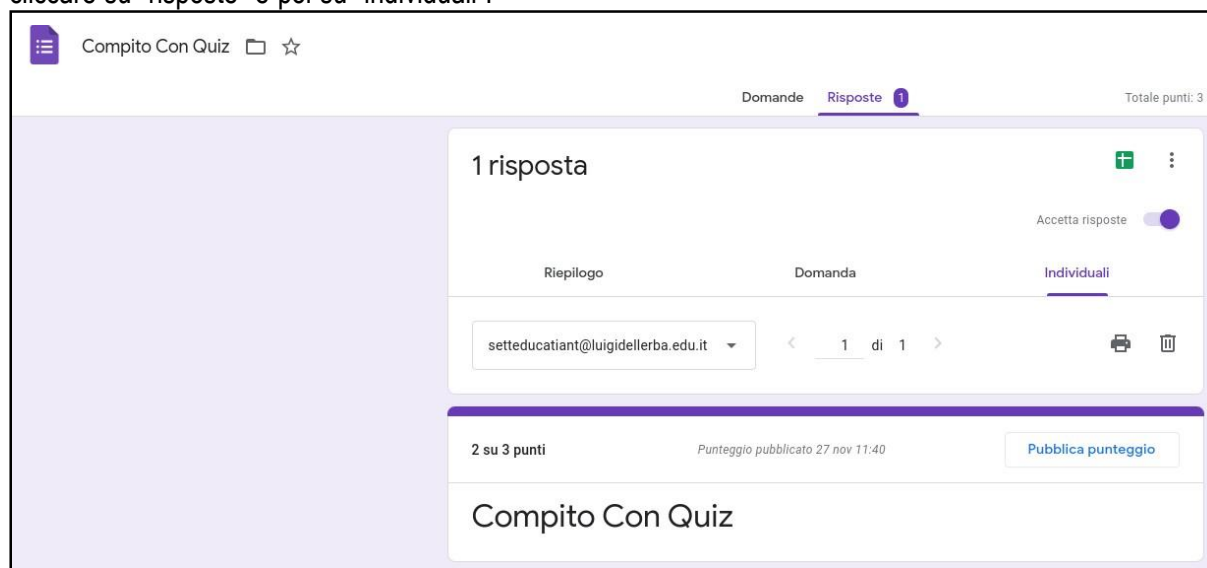 cliccare su "risposte" e poi su "individuali":
Compito Con Quiz
Domande Risposte 1 Totale punti: 3
1 risposta
Accetta risposte
Riepilogo Domanda Individuali
setteducatiant@luigidellerba.edu.it 1 di 1
2 su 3 punti Punteggio pubblicato 27 nov 11:40 Pubblica punteggio
Compito Con Quiz